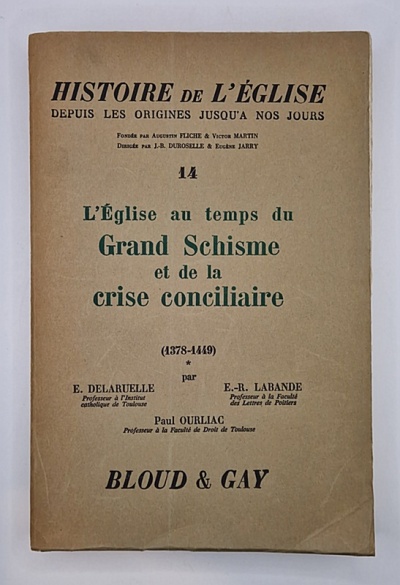 HISTOIRE DE L'ÉGLISE
DEPUIS LES ORIGINES JUSQU'A NOS JOURS
Fondée par Augustin FLICHE & Victor MARTIN
Dirigée par J.-B. DUROSELLE & Eugène JARRY
14
L'Église au temps du
Grand Schisme
et de la
crise conciliaire
(1378-1449)
*
par
E. DELARUELLE
Professeur à l'Institut
catholique de Toulouse
E.-R. LABANDE
Professeur à la Faculté
des Lettres de Poitiers
Paul OURLIAC
Professeur à la Faculté de Droit de Toulouse
BLOUD & GAY